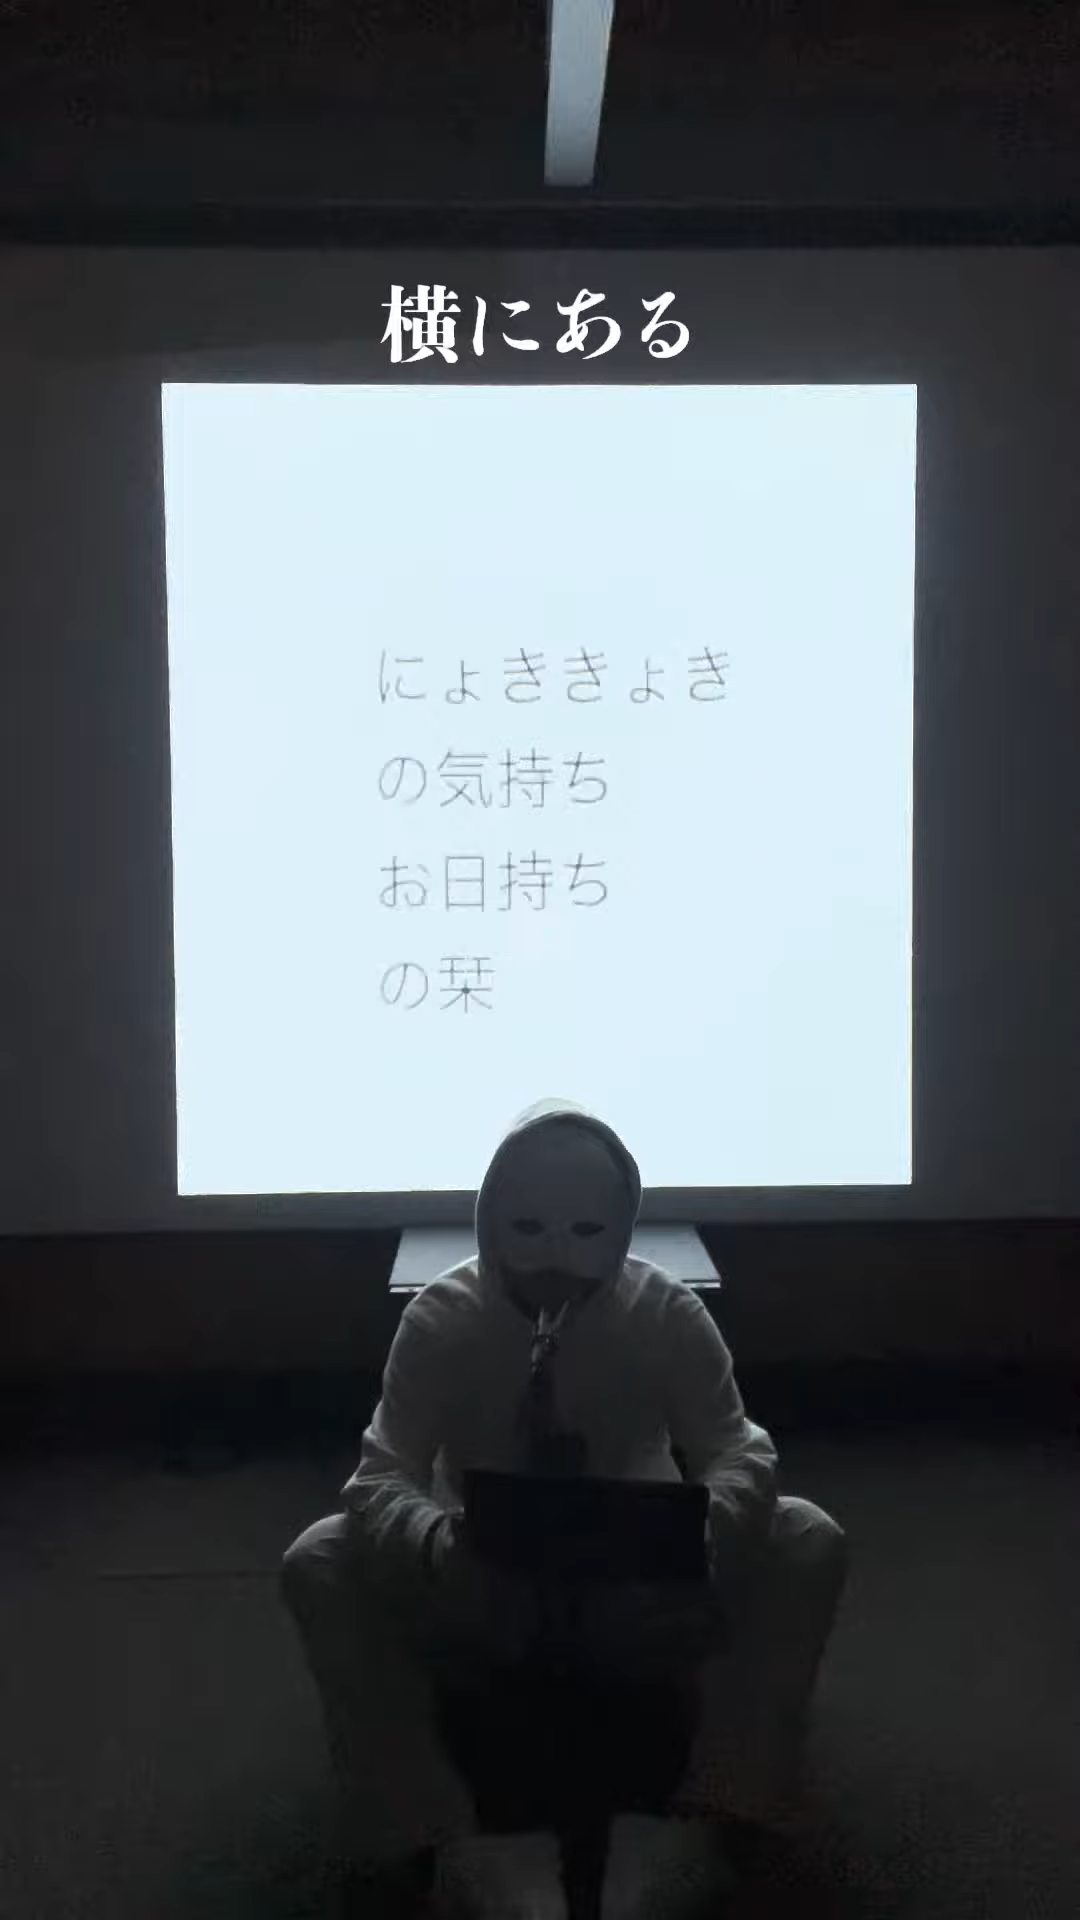 横にある
にょききょき
の気持ち
お日持ち
の栞